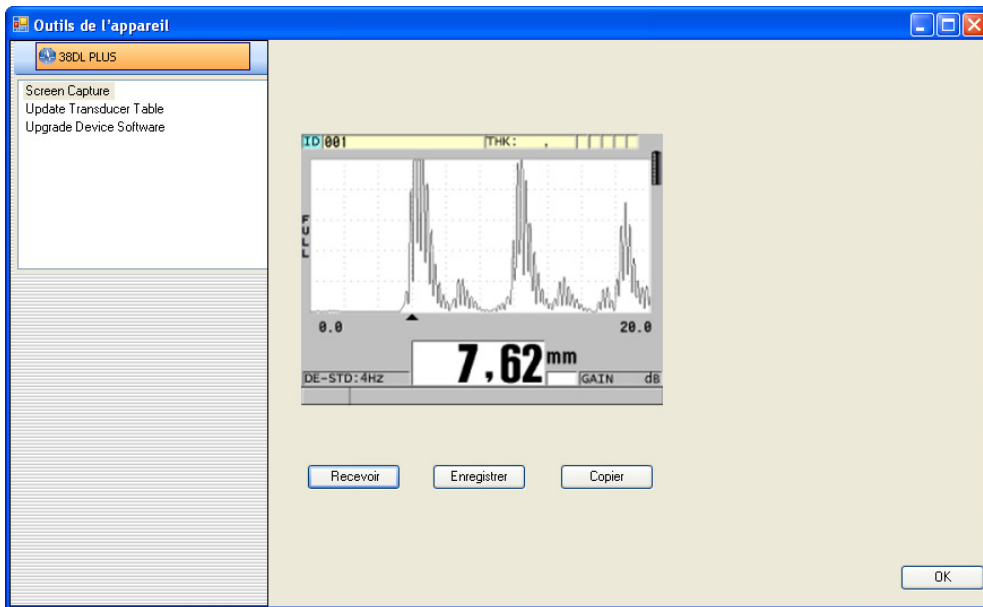 Outils de l'appareil
38DL PLUS
Screen Capture
Update Transducer Table
Upgrade Device Software
ID 001 THK: ,
FULL
0.0 20.0
7,62 mm
DE-STD:4HZ GAIN dB
Recevoir Enregistrer Copier
OK